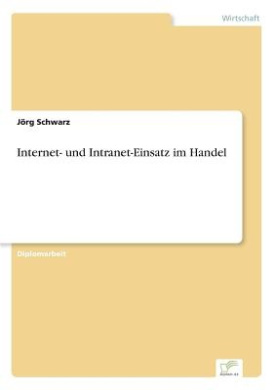 Wirtschaft
Jörg Schwarz
Internet- und Intranet-Einsatz im Handel
Diplomarbeit